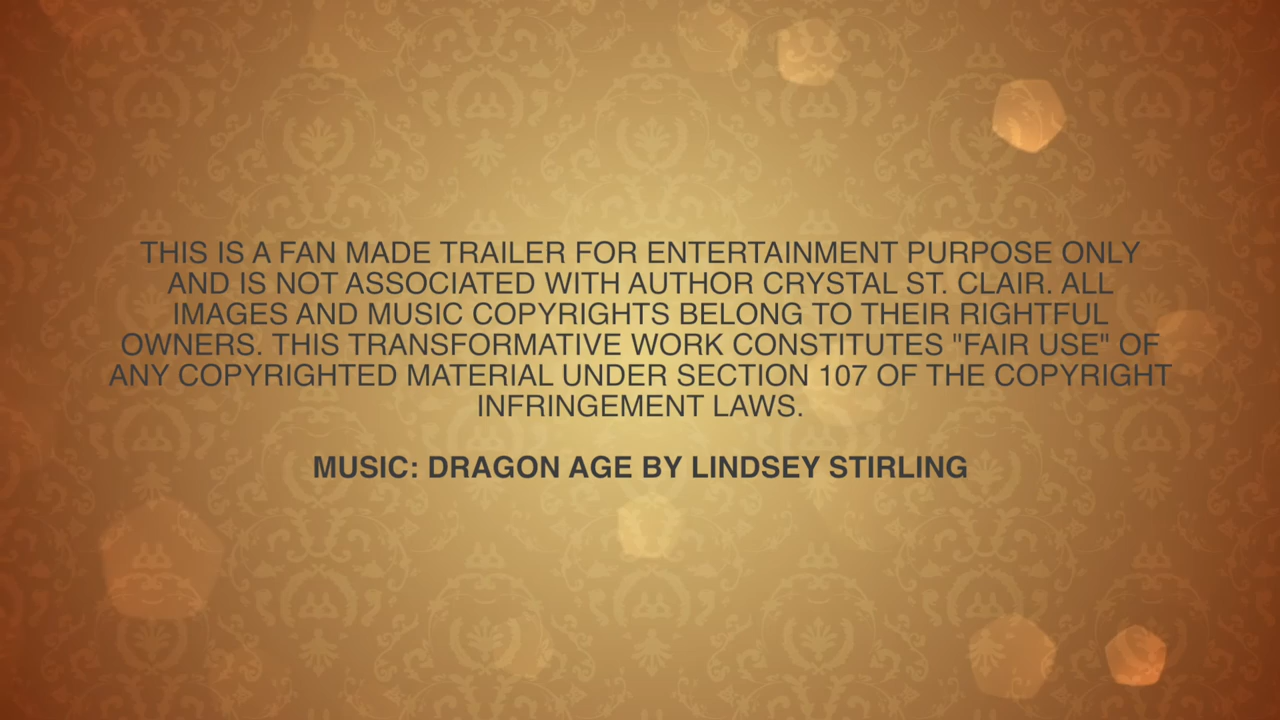 THIS IS A FAN MADE TRAILER FOR ENTERTAINMENT PURPOSE ONLY
AND IS NOT ASSOCIATED WITH AUTHOR CRYSTAL ST. CLAIR. ALL
IMAGES AND MUSIC COPYRIGHTS BELONG TO THEIR RIGHTFUL
OWNERS. THIS TRANSFORMATIVE WORK CONSTITUTES "FAIR USE" OF
ANY COPYRIGHTED MATERIAL UNDER SECTION 107 OF THE COPYRIGHT
INFRINGEMENT LAWS.
MUSIC: DRAGON AGE BY LINDSEY STIRLING